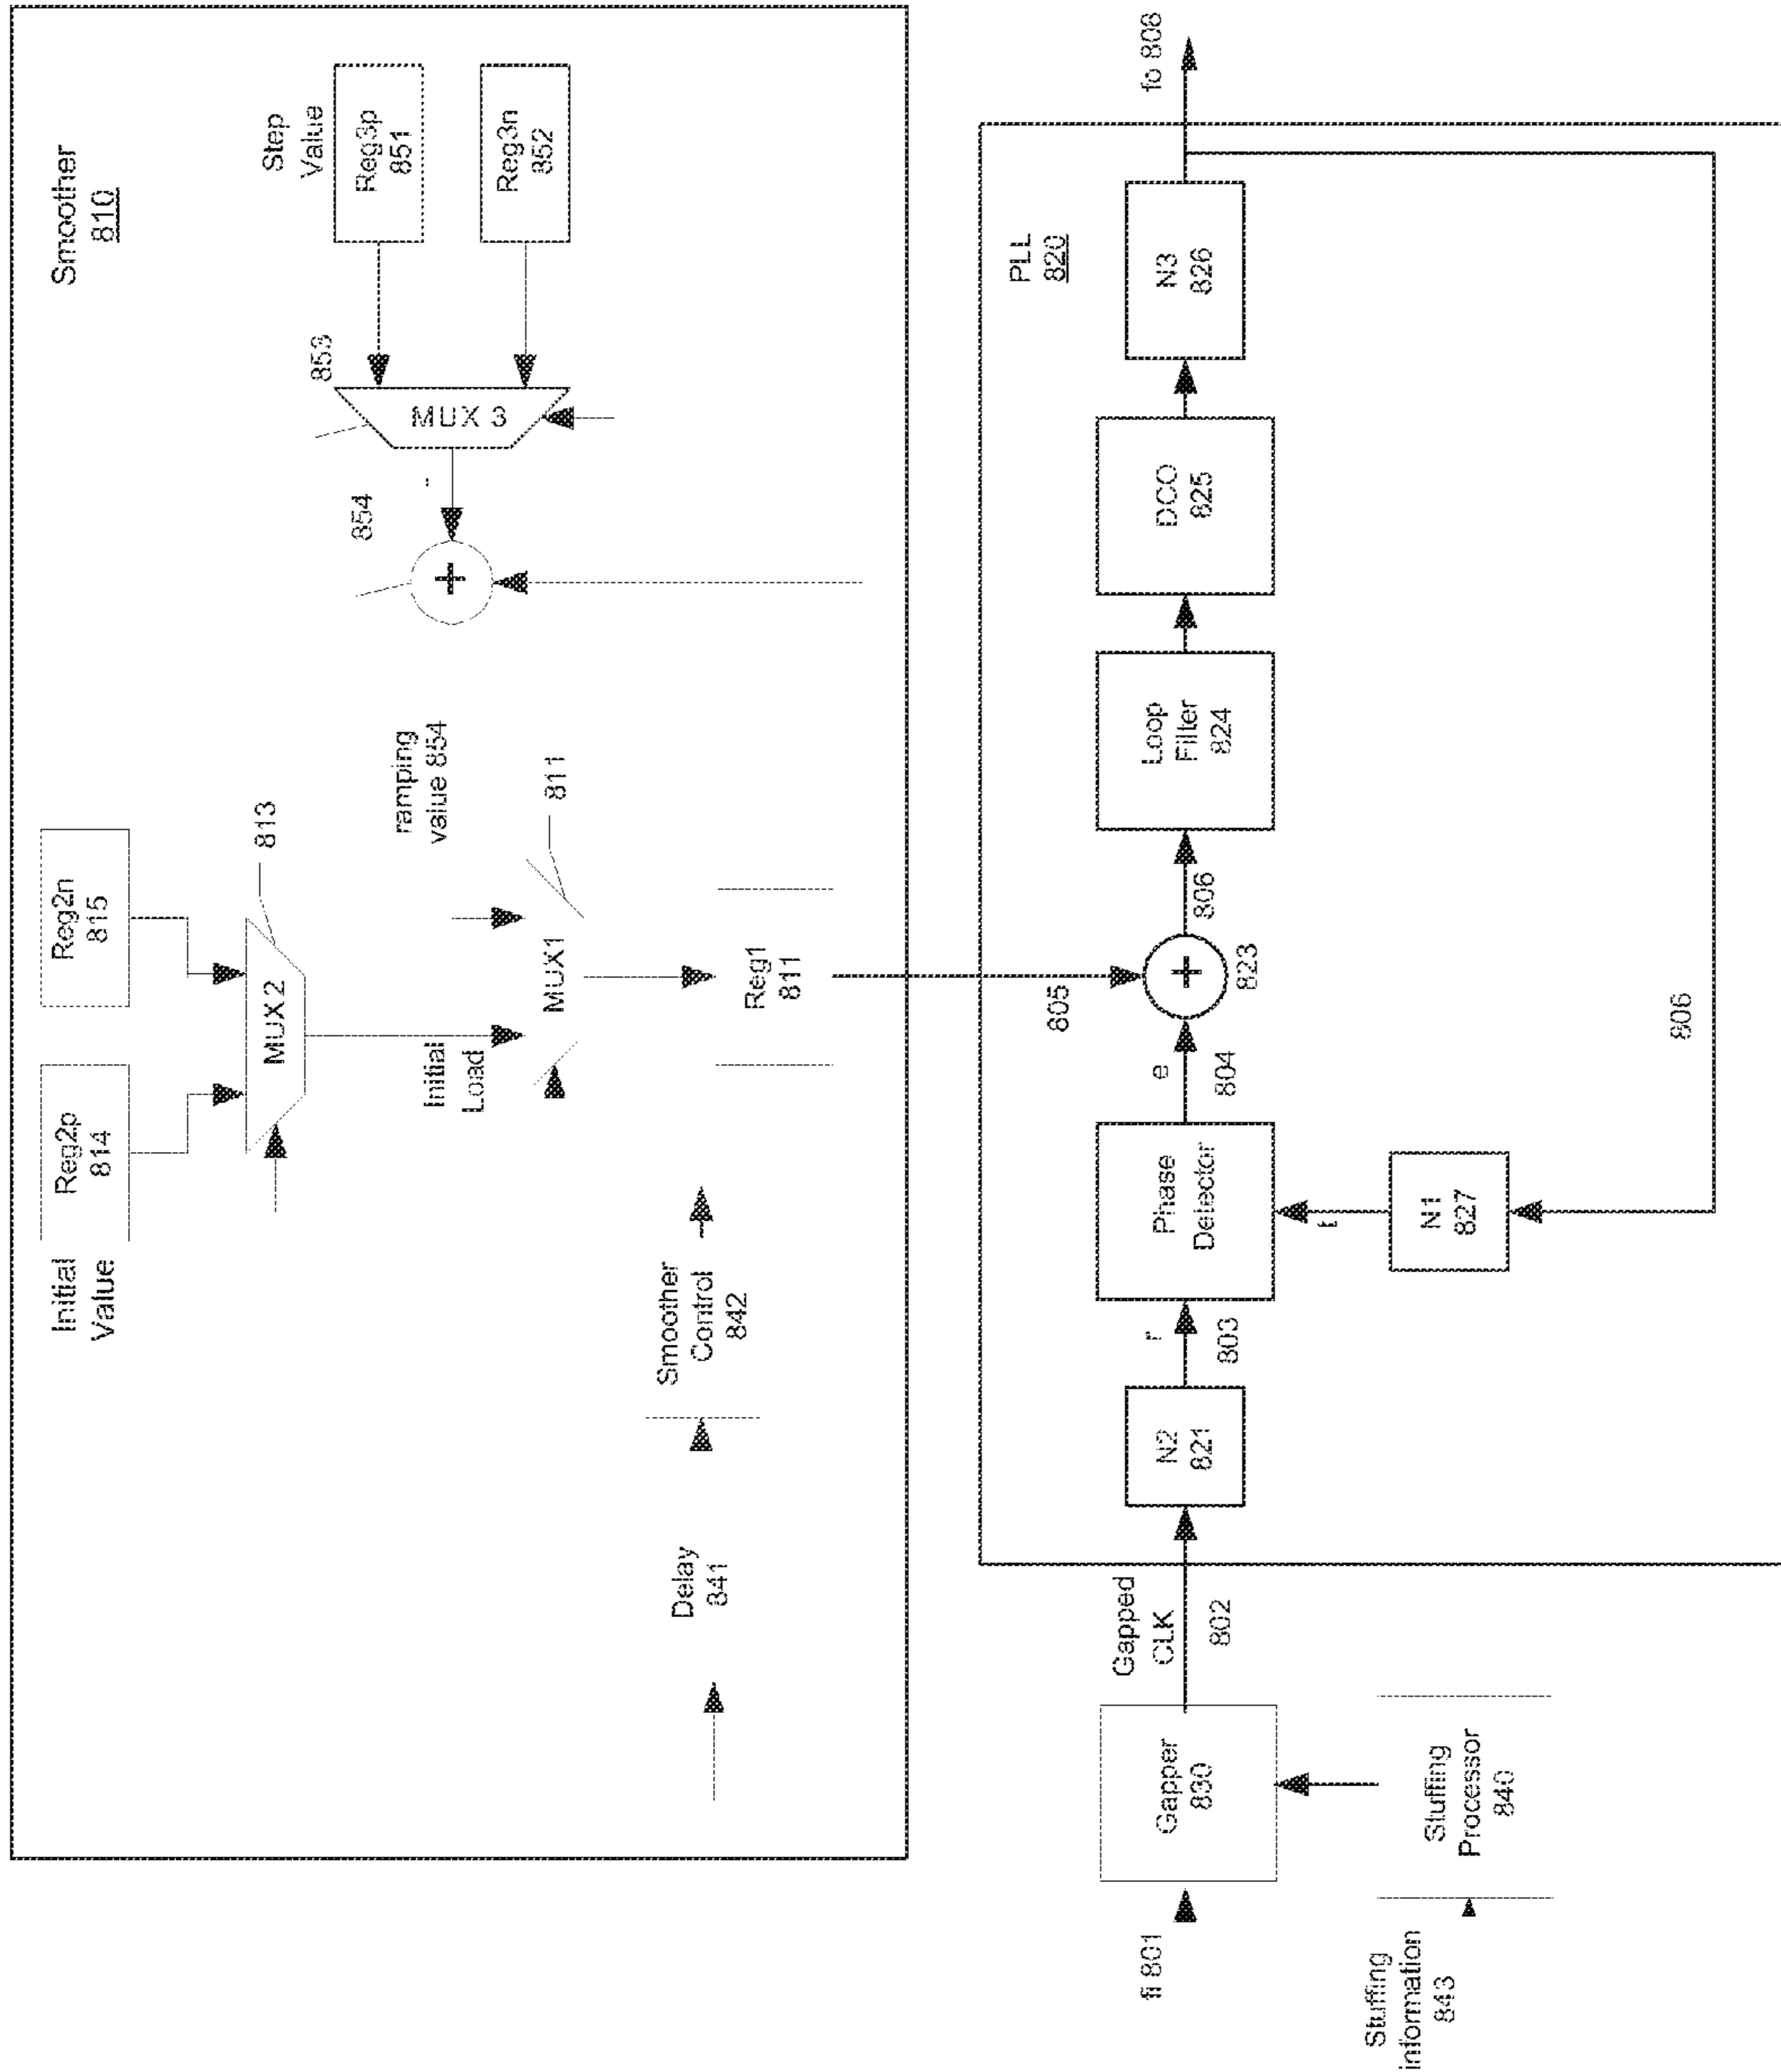 Smoother
810
Initial
Value
Reg2p
814
Reg2n
815
MUX 2
813
Step
Value
Reg3p
851
Reg3n
852
853
MUX 3
854
+
-
ramping
value 854
Initial
Load
MUX1
811
Reg1
811
Delay
841
Smoother
Control
842
805
PLL
820
fi 801
Gapper
830
Gapped
CLK
802
N2
821
r
803
Phase
Detector
e
804
+
823
806
Loop
Filter
824
DCO
825
N3
826
fo 808
t
N1
827
806
Stuffing
information
843
Stuffing
Processor
840